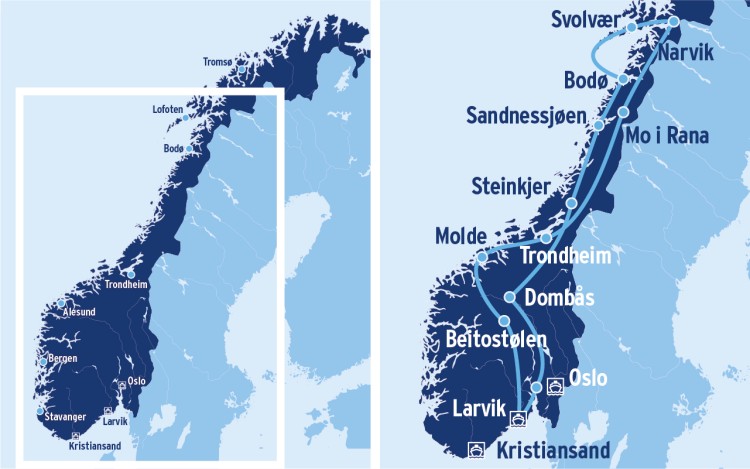 Tromsø
Lofoten
Bodø
Trondheim
Ålesund
Bergen
Oslo
Larvik
Stavanger
Kristiansand
Svolvær
Narvik
Bodø
Sandnessjøen
Mo i Rana
Steinkjer
Molde
Trondheim
Dombås
Beitostølen
Oslo
Larvik
Kristiansand